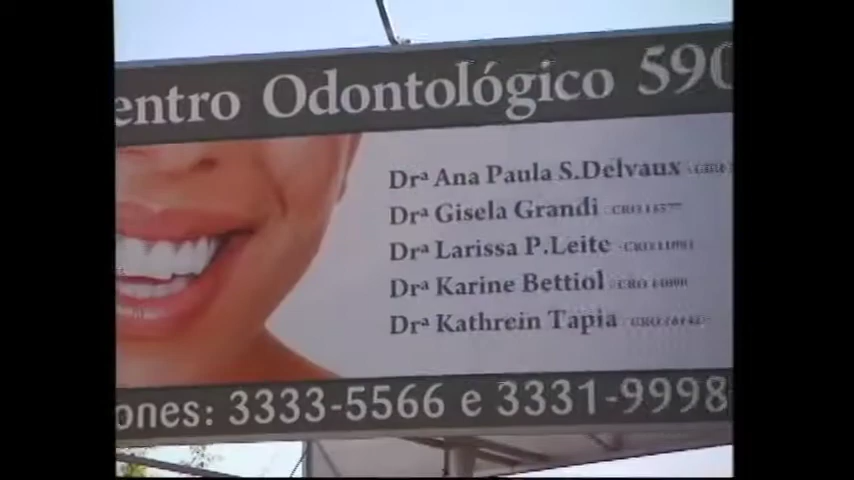 entro Odontológico 590
Drª Ana Paula S.Delvaux
Drª Gisela Grandi
Drª Larissa P.Leite
Drª Karine Bettiol
Drª Kathrein Tapia
ones: 3333-5566 e 3331-9998